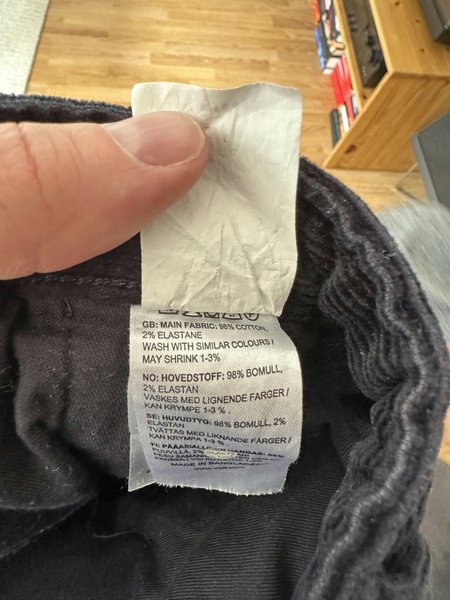 GB: MAIN FABRIC: 98% COTTON,
2% ELASTANE
WASH WITH SIMILAR COLOURS /
MAY SHRINK 1-3%
NO: HOVEDSTOFF: 98% BOMULL,
2% ELASTAN
VASKES MED LIGNENDE FARGER /
KAN KRYMPE 1-3 % .
SE: HUVUDTYG: 98% BOMULL, 2%
ELASTAN
TVÄTTAS MED LIKNANDE FÄRGER /
KAN KRYMPA 1-3 % .
PUUVILLA, 2%
MADE IN BANGLADESH